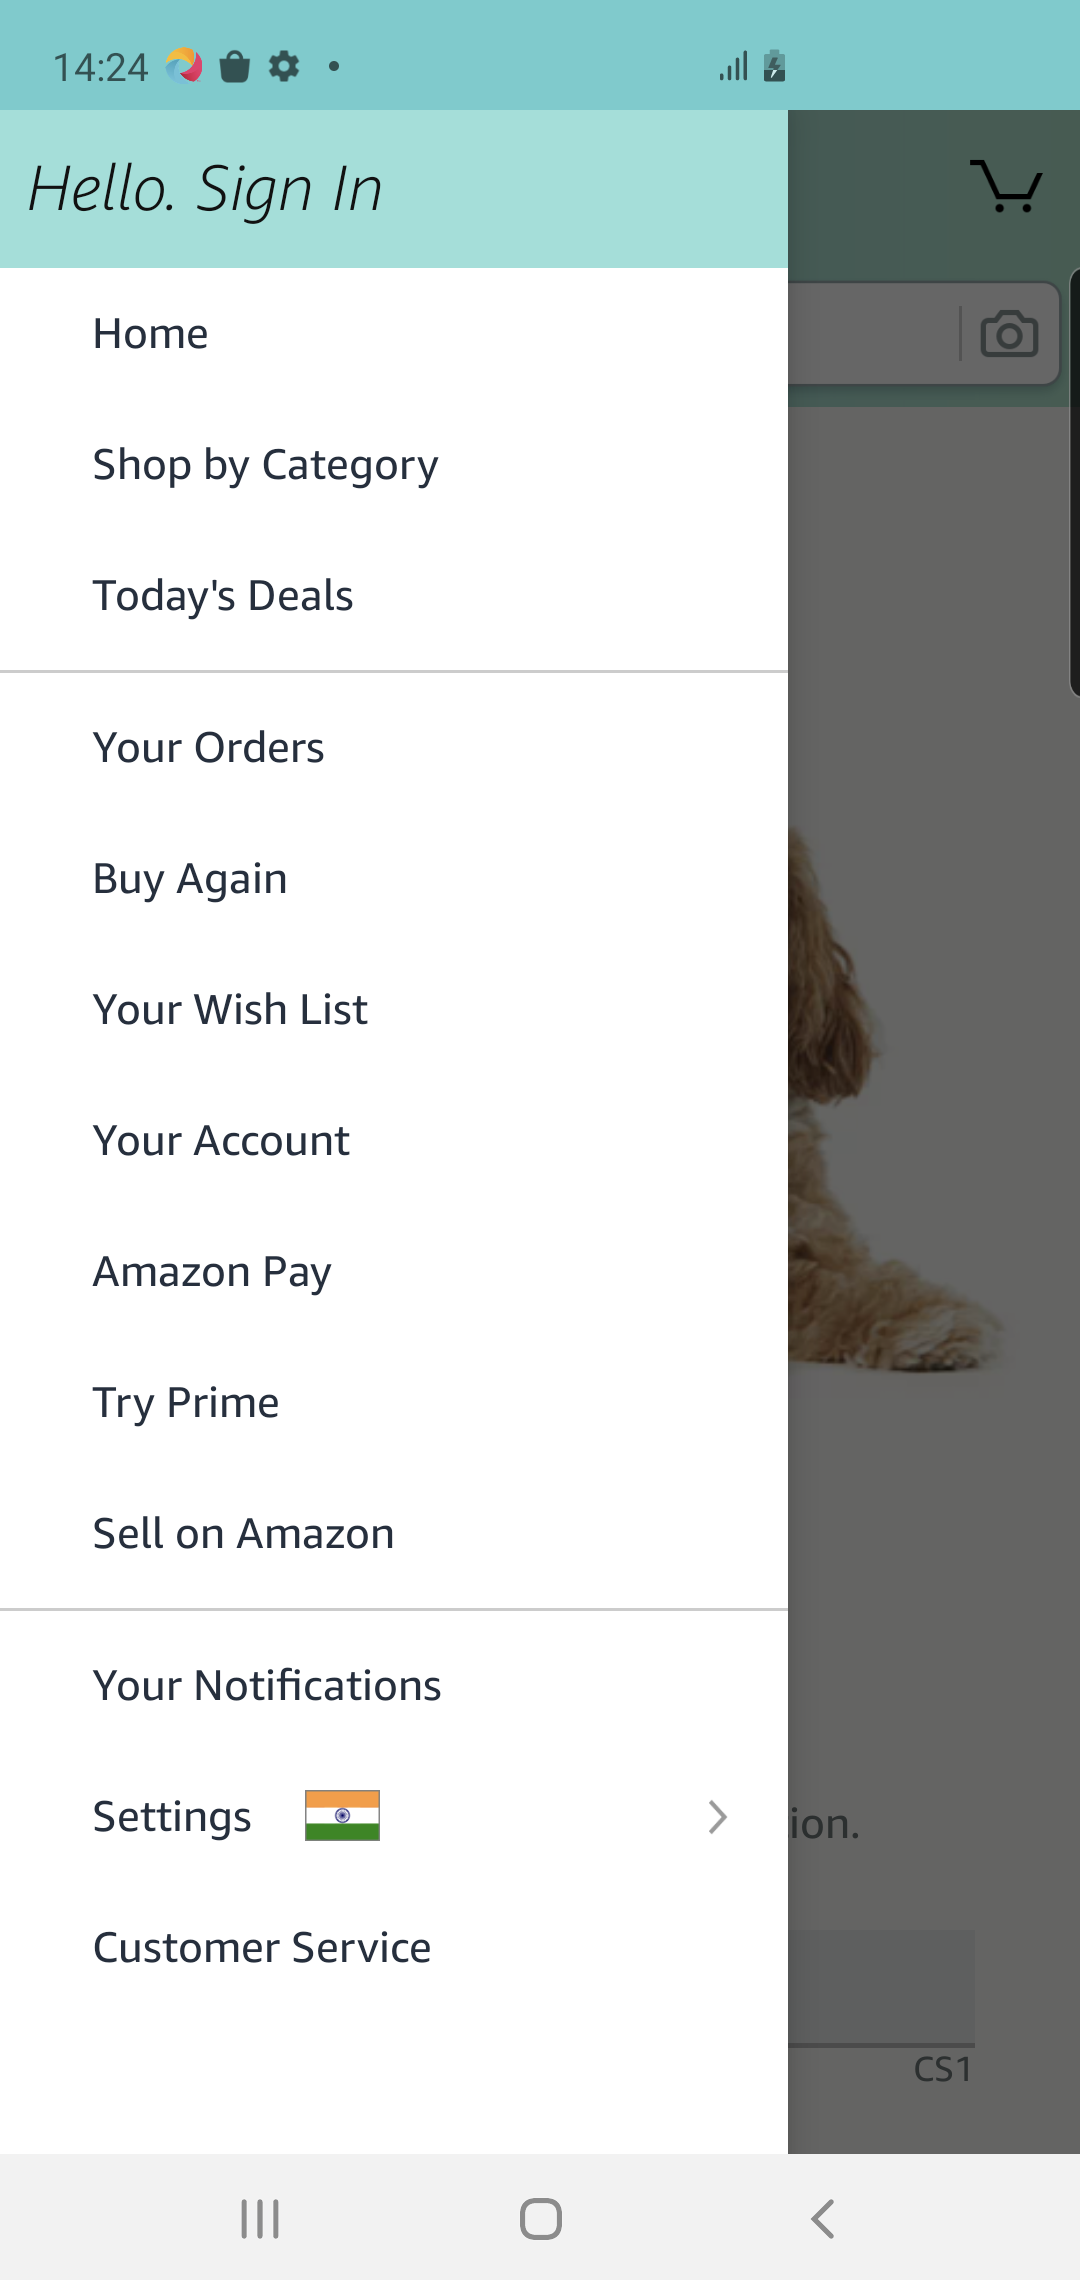 14:24
Hello. Sign In
Home
Shop by Category
Today's Deals
Your Orders
Buy Again
Your Wish List
Your Account
Amazon Pay
Try Prime
Sell on Amazon
Your Notifications
Settings
ion.
Customer Service
CS1